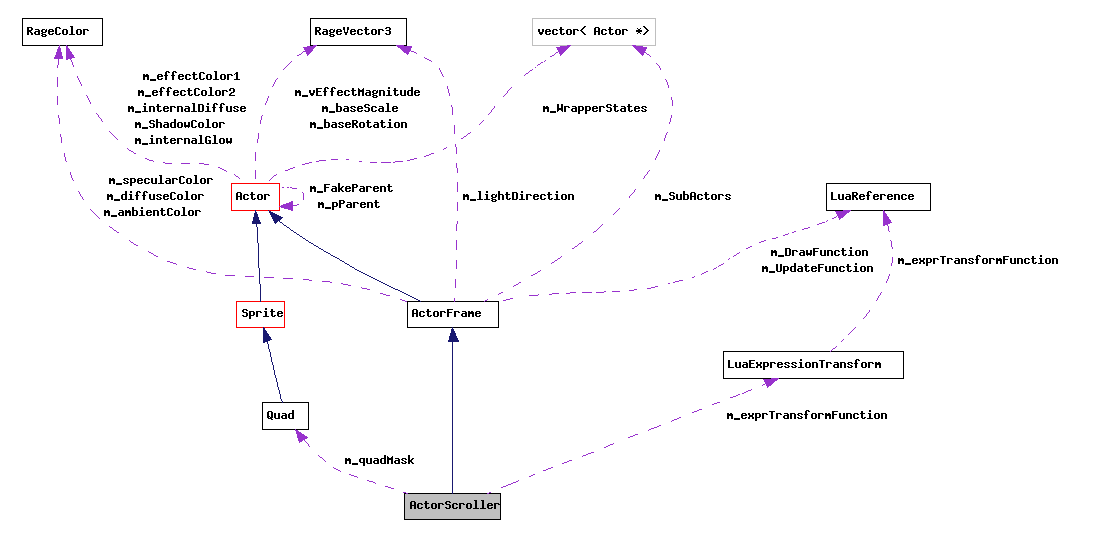 RageColor
RageVector3
vector< Actor *>
m_effectColor1
m_effectColor2
m_internalDiffuse
m_ShadowColor
m_internalGlow
m_vEffectMagnitude
m_baseScale
m_baseRotation
m_WrapperStates
m_specularColor
m_diffuseColor
m_ambientColor
Actor
m_FakeParent
m_pParent
m_lightDirection
m_SubActors
LuaReference
m_DrawFunction
m_UpdateFunction
m_exprTransformFunction
Sprite
ActorFrame
LuaExpressionTransform
Quad
m_exprTransformFunction
m_quadMask
ActorScroller